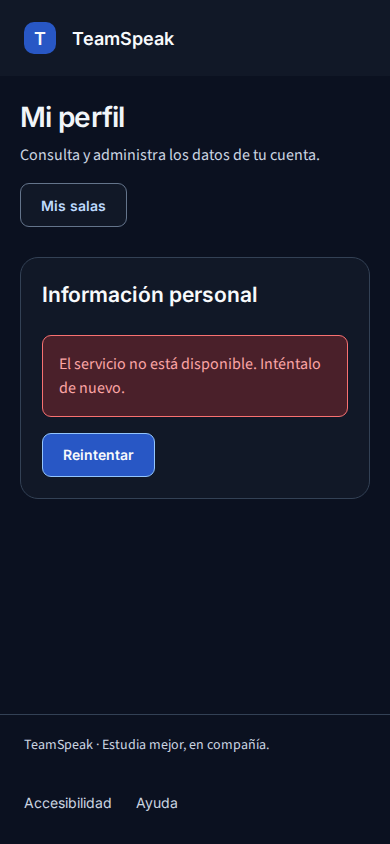 T TeamSpeak
Mi perfil
Consulta y administra los datos de tu cuenta.
Mis salas
Información personal
El servicio no está disponible. Inténtalo
de nuevo.
Reintentar
TeamSpeak · Estudia mejor, en compañía.
Accesibilidad Ayuda